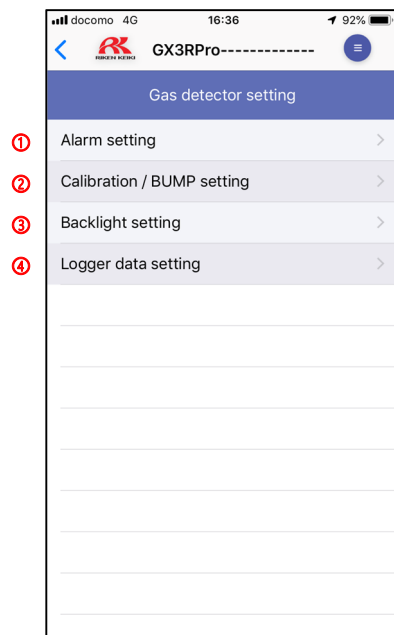 docomo 4G 16:36 92%
RIKEN KEIKI GX3RPro-------------
Gas detector setting
① Alarm setting
② Calibration / BUMP setting
③ Backlight setting
④ Logger data setting